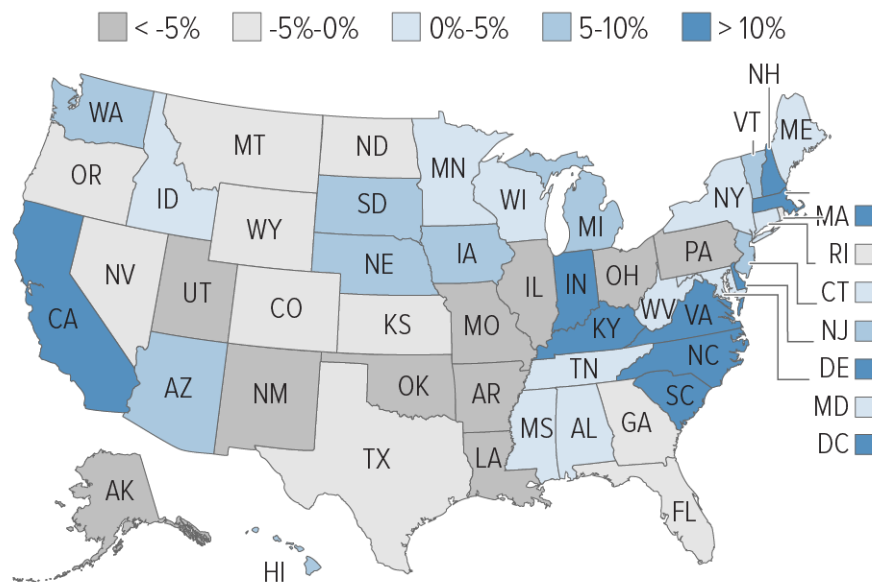 < -5% -5%-0% 0%-5% 5-10% > 10%
NH
WA VT ME
MT ND MN
OR ID SD WI NY MA
WY MI RI
NE IA PA CT
NV UT CO IL IN OH NJ
CA KS MO WV VA DE
KY NC MD
AZ NM OK AR TN SC DC
MS AL GA
TX LA
AK FL
HI